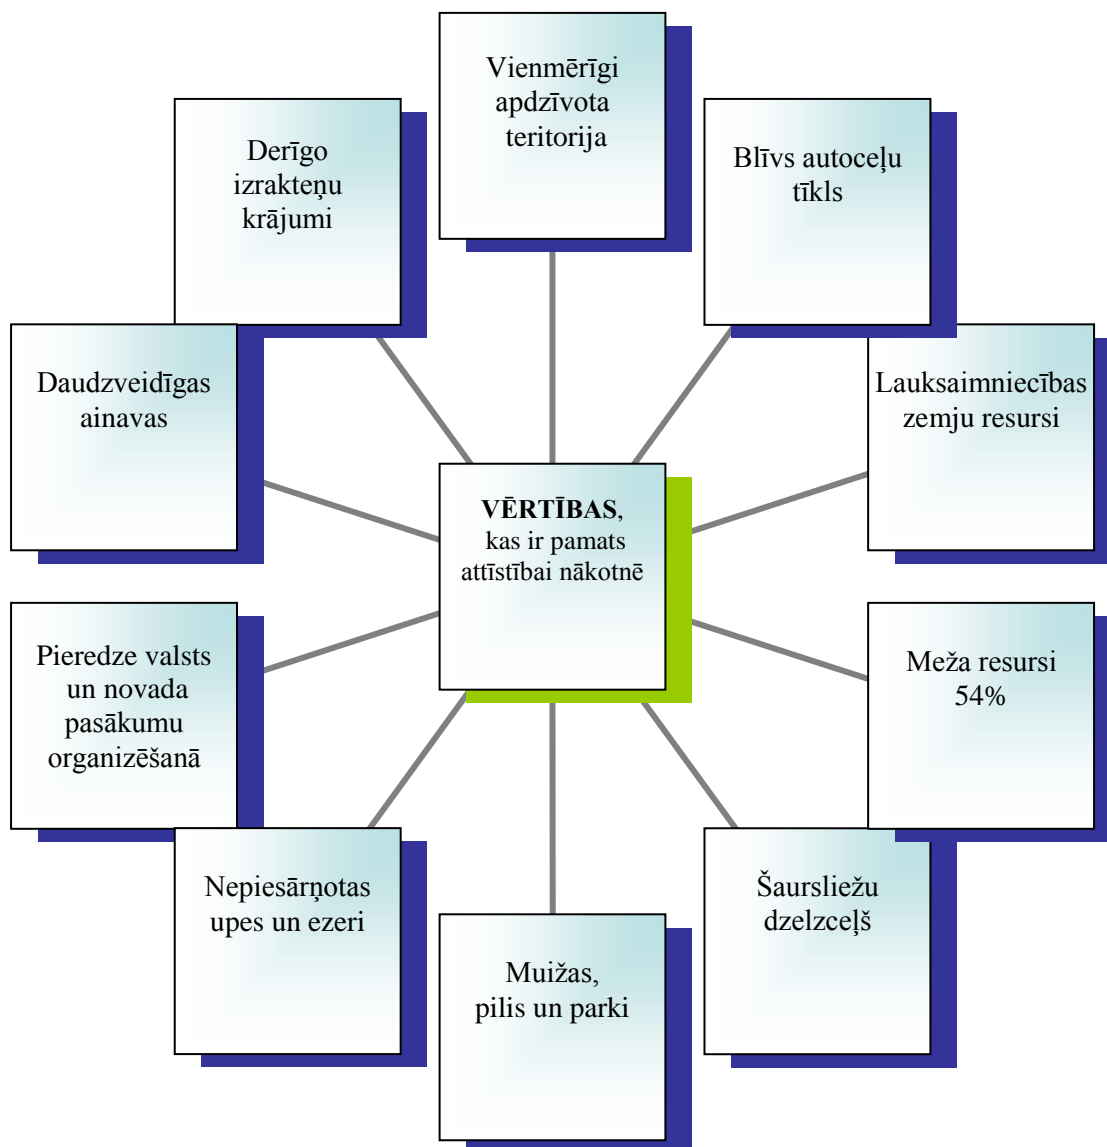 Vienmērīgi
apdzīvota
teritorija
Blīvs autoceļu
tīkls
Lauksaimniecības
zemju resursi
Meža resursi
54%
Šaursliežu
dzelzceļš
Muižas,
pilis un parki
Nepiesārņotas
upes un ezeri
Pieredze valsts
un novada
pasākumu
organizēšanā
Daudzveidīgas
ainavas
Derīgo
izrakteņu
krājumi
VĒRTĪBAS,
kas ir pamats
attīstībai nākotnē